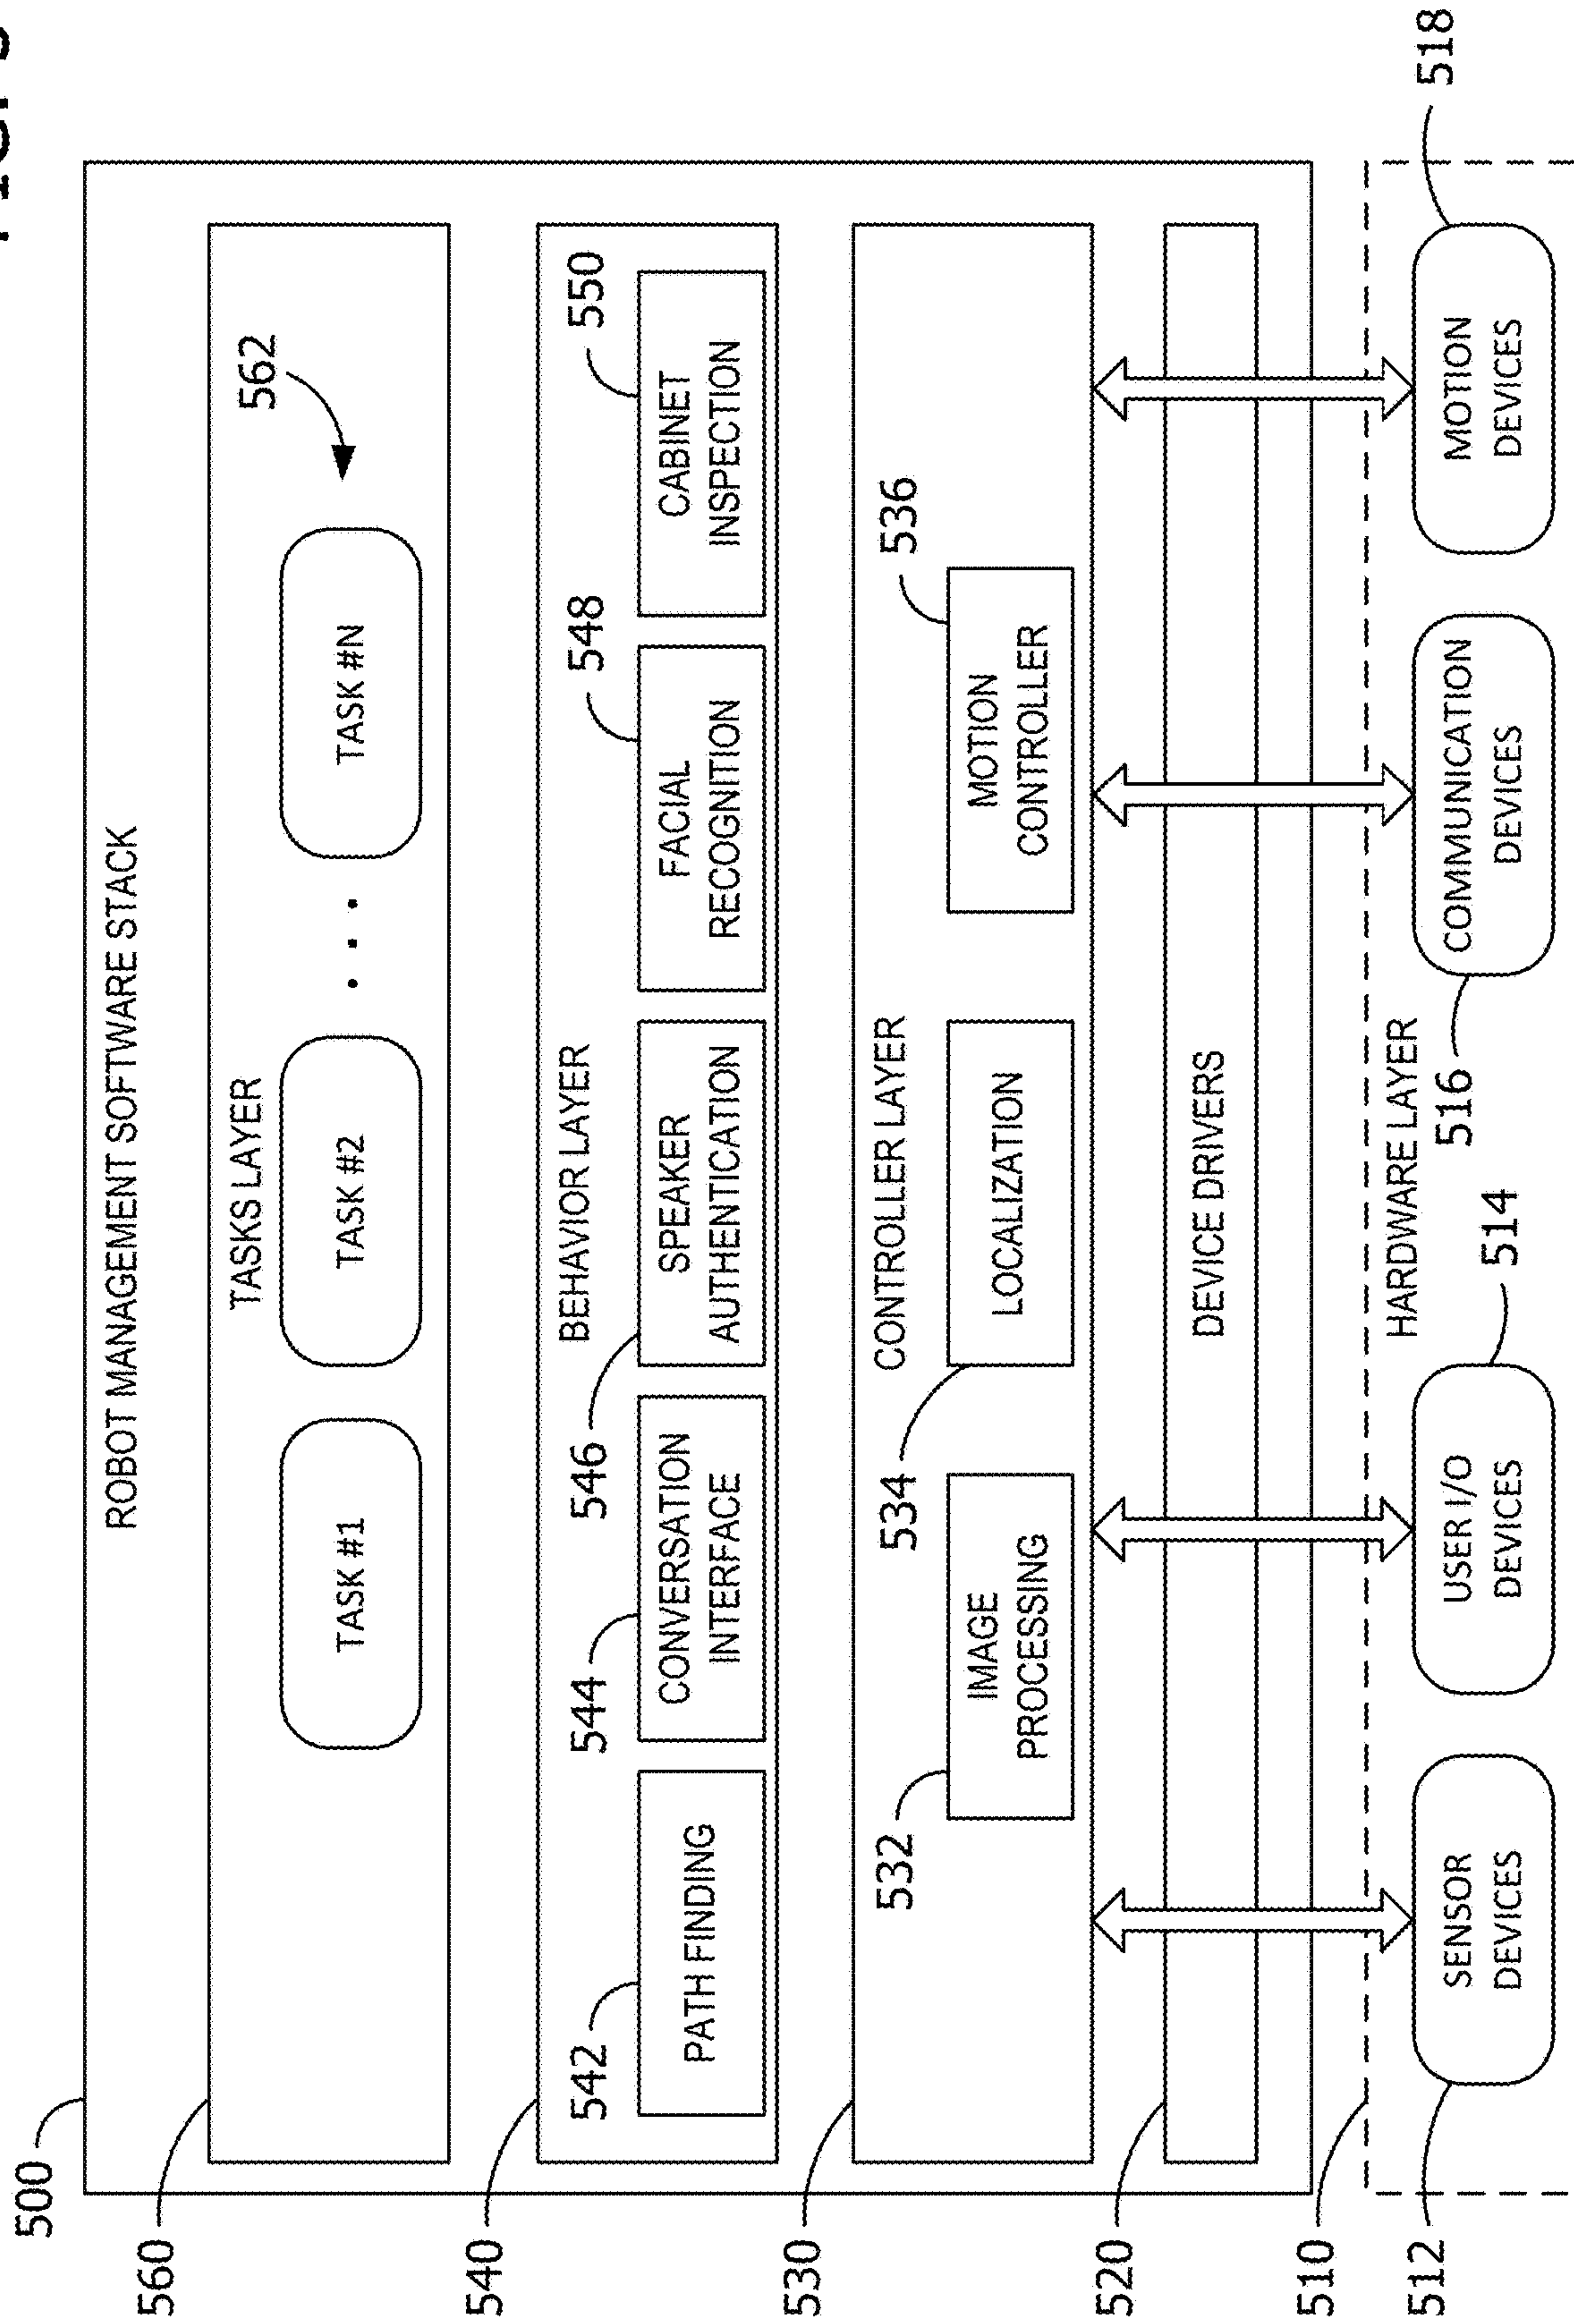 500
ROBOT MANAGEMENT SOFTWARE STACK
560
TASKS LAYER
562
TASK #1
TASK #2
• • •
TASK #N
540
BEHAVIOR LAYER
542
544
546
548
550
PATH FINDING
CONVERSATION
INTERFACE
SPEAKER
AUTHENTICATION
FACIAL
RECOGNITION
CABINET
INSPECTION
530
CONTROLLER LAYER
532
534
536
IMAGE
PROCESSING
LOCALIZATION
MOTION
CONTROLLER
520
DEVICE DRIVERS
510
HARDWARE LAYER
512
514
516
518
SENSOR
DEVICES
USER I/O
DEVICES
COMMUNICATION
DEVICES
MOTION
DEVICES